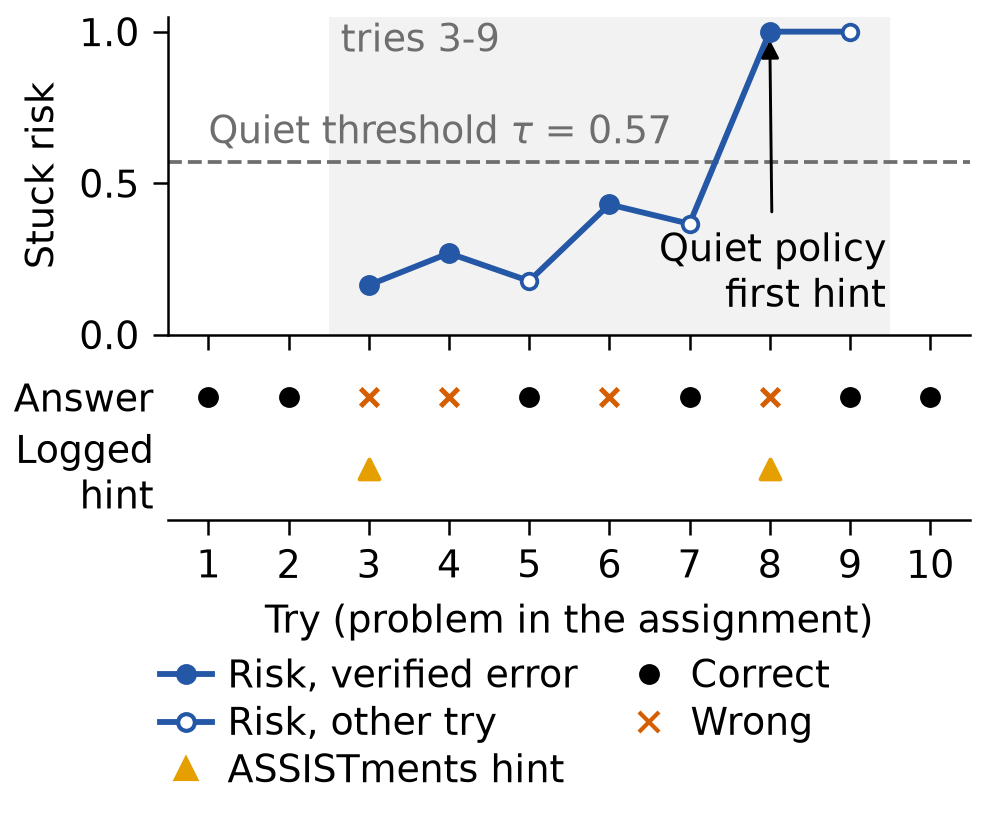 1.0
tries 3-9
Quiet threshold τ = 0.57
0.5
Stuck risk
Quiet policy
first hint
0.0
Answer
Logged
hint
1 2 3 4 5 6 7 8 9 10
Try (problem in the assignment)
Risk, verified error
Correct
Risk, other try
Wrong
ASSISTments hint